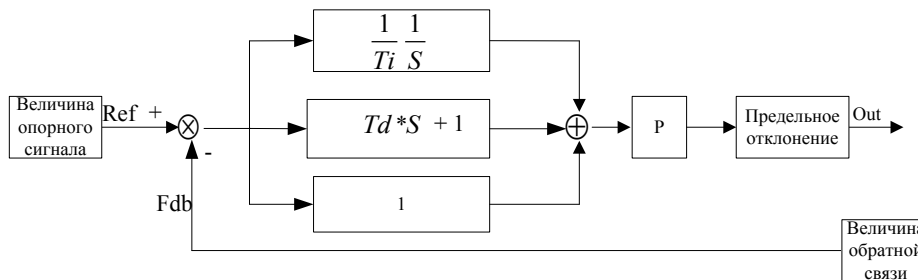 1 1
Ti S
Величина
опорного
сигнала
Ref +
-
Td *S + 1
P
Предельное
отклонение
Out
1
Fdb
Величина
обратной
связи